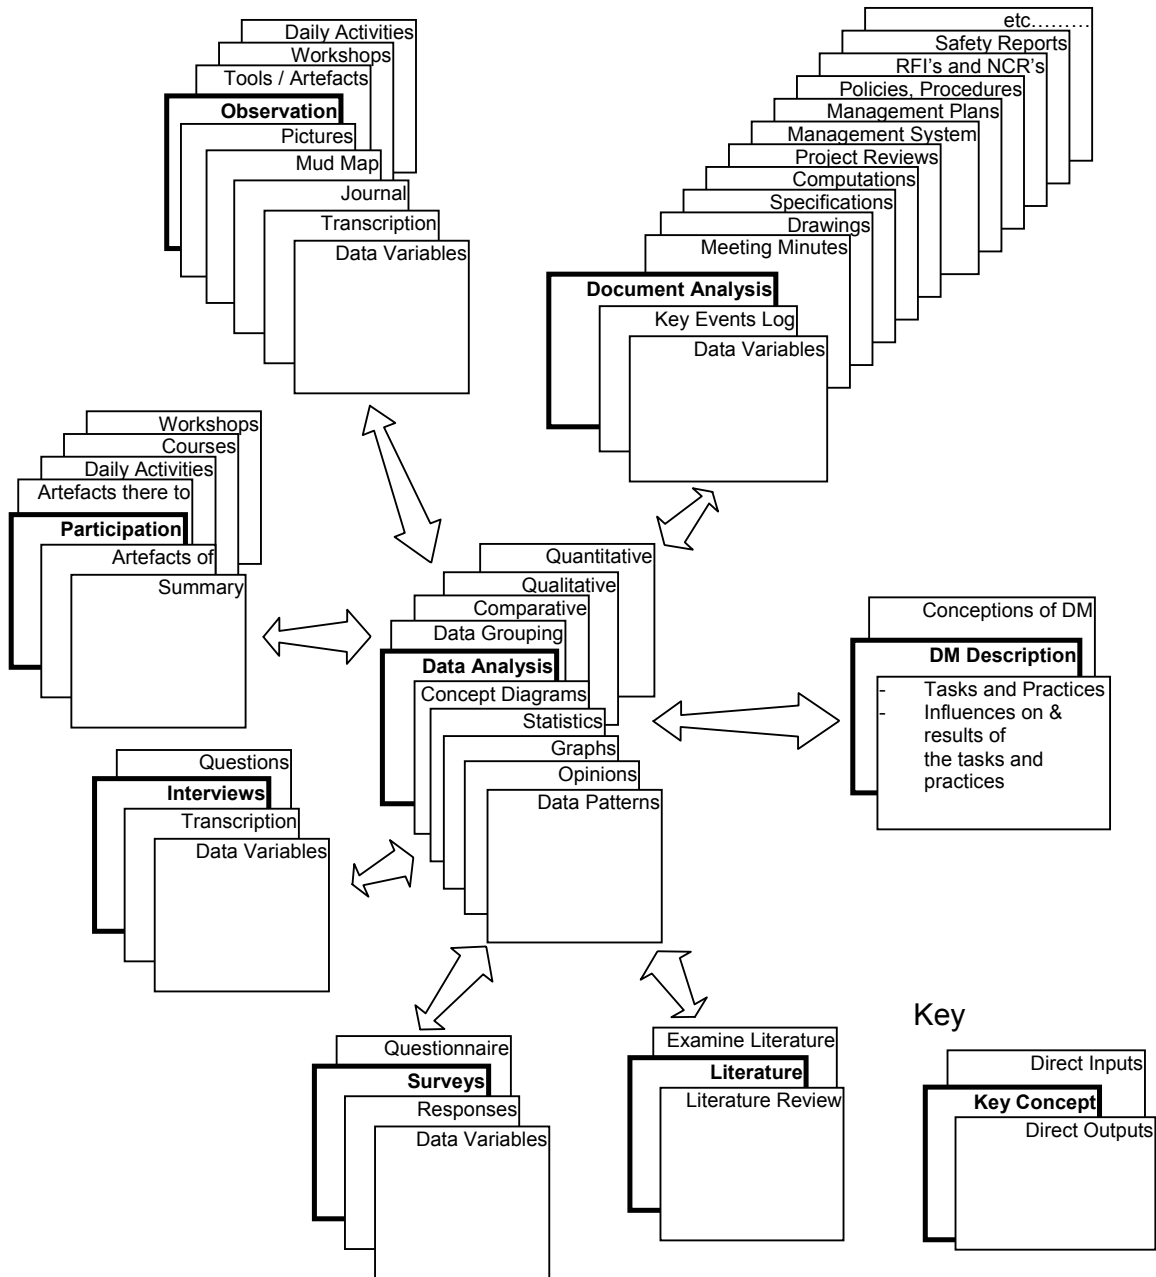 Daily Activities
Workshops
Tools / Artefacts
Observation
Pictures
Mud Map
Journal
Transcription
Data Variables
etc.........
Safety Reports
RFI's and NCR's
Policies, Procedures
Management Plans
Management System
Project Reviews
Computations
Specifications
Drawings
Meeting Minutes
Document Analysis
Key Events Log
Data Variables
Workshops
Courses
Daily Activities
Artefacts there to
Participation
Artefacts of
Summary
Quantitative
Qualitative
Comparative
Data Grouping
Data Analysis
Concept Diagrams
Statistics
Graphs
Opinions
Data Patterns
Conceptions of DM
DM Description
- Tasks and Practices
- Influences on &
results of
the tasks and
practices
Questions
Interviews
Transcription
Data Variables
Questionnaire
Surveys
Responses
Data Variables
Examine Literature
Literature
Literature Review
Key
Direct Inputs
Key Concept
Direct Outputs